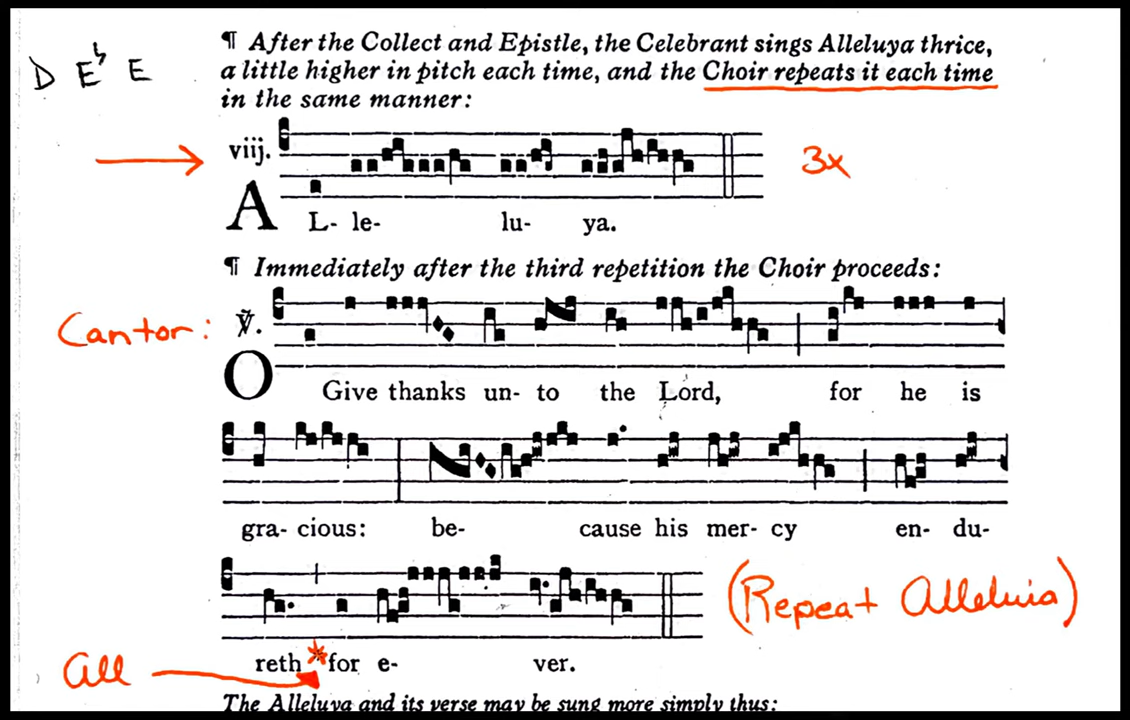 D E♭ E
¶ After the Collect and Epistle, the Celebrant sings Alleluya thrice,
a little higher in pitch each time, and the Choir repeats it each time
in the same manner:
viij.
3x
AL- le- lu- ya.
¶ Immediately after the third repetition the Choir proceeds:
Cantor: ℣.
O Give thanks un- to the Lord, for he is
gra- cious: be- cause his mer- cy en- du-
(Repeat Alleluia)
All
reth *for e- ver.
The Alleluya and its verse may be sung more simply thus: